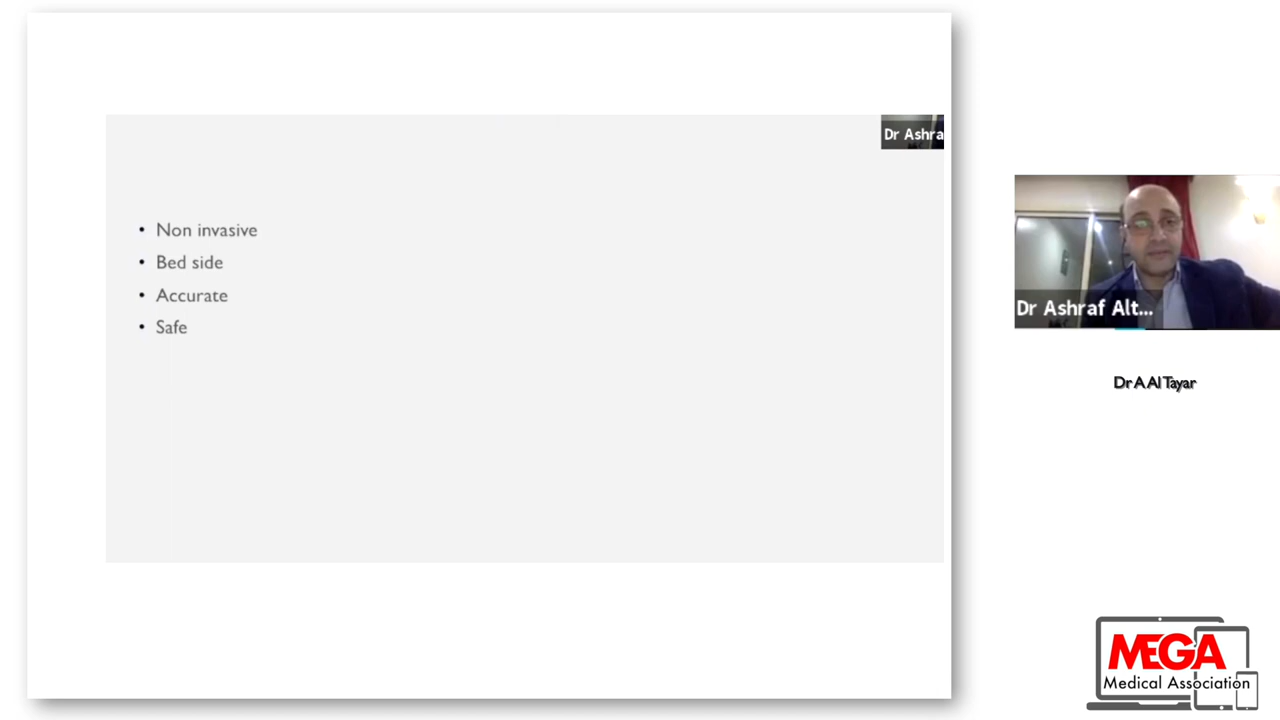 Dr Ashra
• Non invasive
• Bed side
• Accurate
• Safe
Dr Ashraf Alt...
Dr A Al Tayar
MEGA
Medical Association